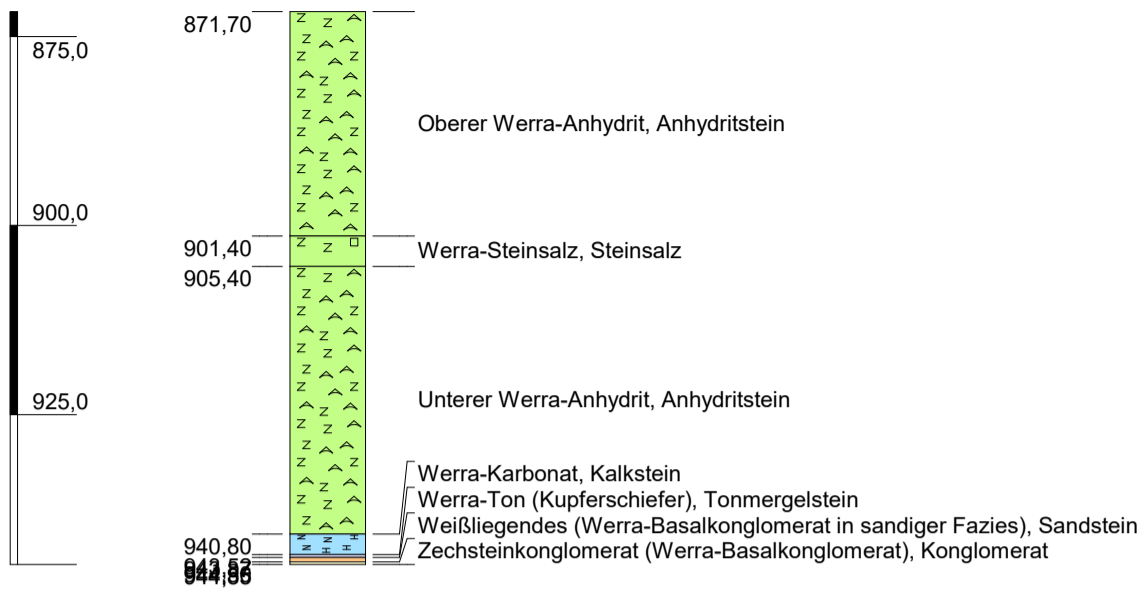 871,70
875,0
Oberer Werra-Anhydrit, Anhydritstein
900,0
901,40
Werra-Steinsalz, Steinsalz
905,40
Unterer Werra-Anhydrit, Anhydritstein
925,0
Werra-Karbonat, Kalkstein
Werra-Ton (Kupferschiefer), Tonmergelstein
Weißliegendes (Werra-Basalkonglomerat in sandiger Fazies), Sandstein
940,80
Zechsteinkonglomerat (Werra-Basalkonglomerat), Konglomerat